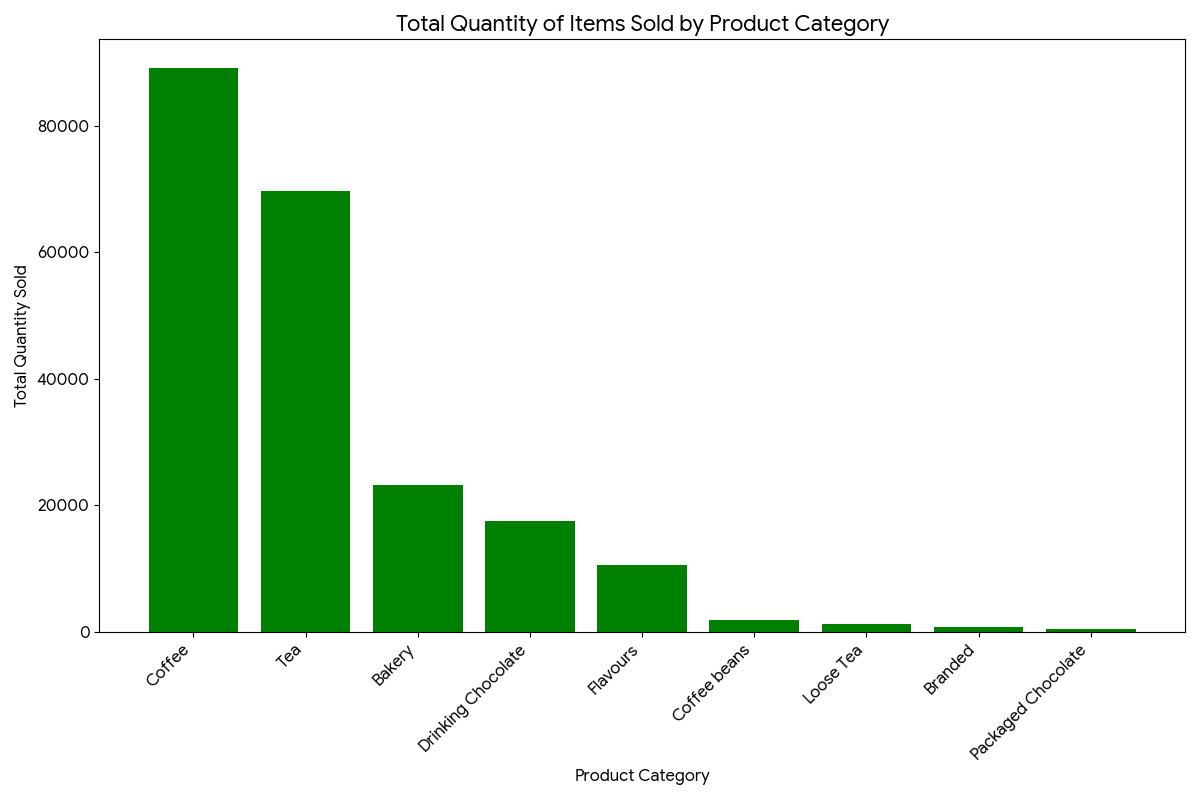 Total Quantity of Items Sold by Product Category
Total Quantity Sold
80000
60000
40000
20000
0
Coffee
Tea
Bakery
Drinking Chocolate
Flavours
Coffee beans
Loose Tea
Branded
Packaged Chocolate
Product Category